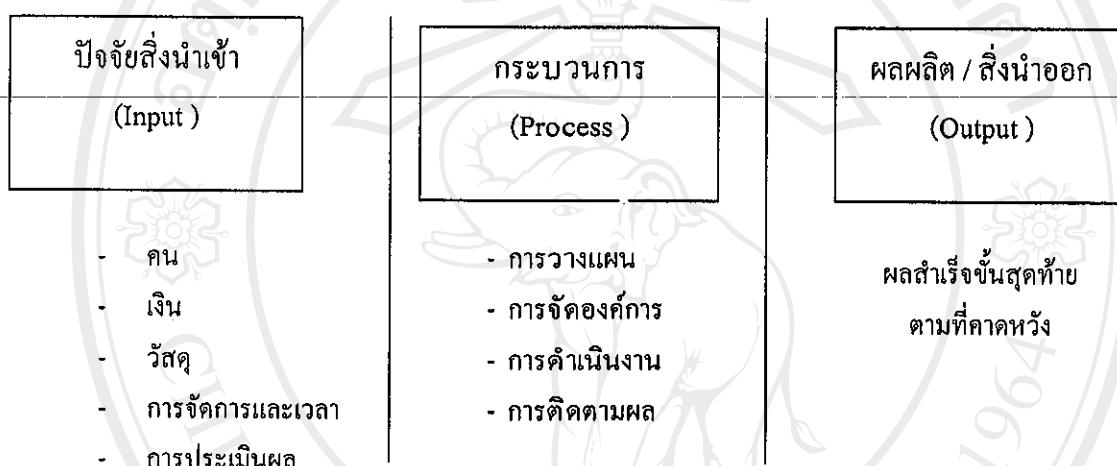 ปัจจัยสิ่งนำเข้า
(Input )
- คน
- เงิน
- วัสดุ
- การจัดการและเวลา
- การประเมินผล
กระบวนการ
(Process )
- การวางแผน
- การจัดองค์การ
- การดำเนินงาน
- การติดตามผล
ผลผลิต / สิ่งนำออก
(Output )
ผลสำเร็จขั้นสุดท้าย
ตามที่คาดหวัง
1964